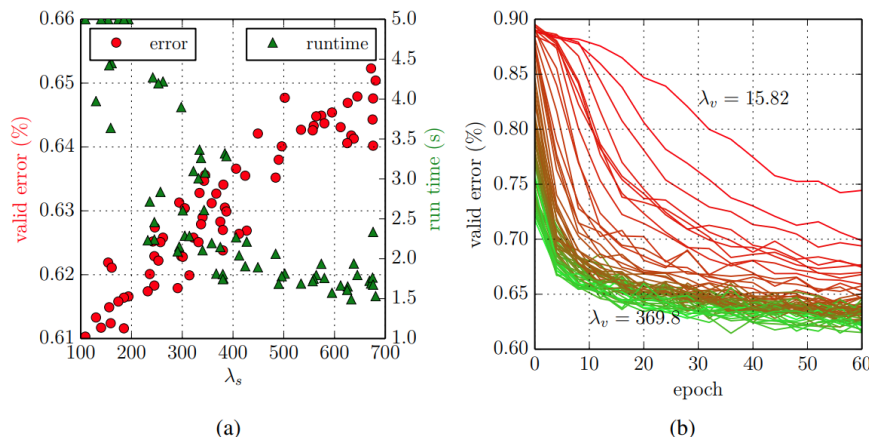 0.66
0.65
0.64
0.63
0.62
0.61
valid error (%)
error
runtime
5.0
4.5
4.0
3.5
3.0
2.5
2.0
1.5
1.0
run time (s)
100 200 300 400 500 600 700
λs
(a)
0.90
0.85
0.80
0.75
0.70
0.65
0.60
valid error (%)
λv = 15.82
λv = 369.8
0 10 20 30 40 50 60
epoch
(b)